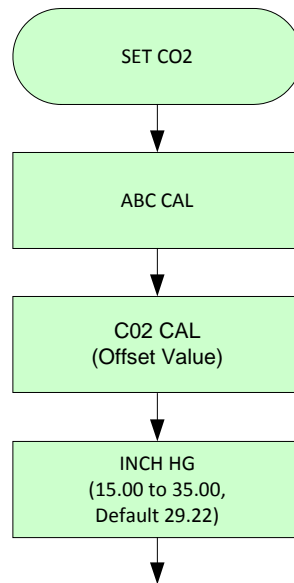 SET CO2
ABC CAL
C02 CAL
(Offset Value)
INCH HG
(15.00 to 35.00,
Default 29.22)